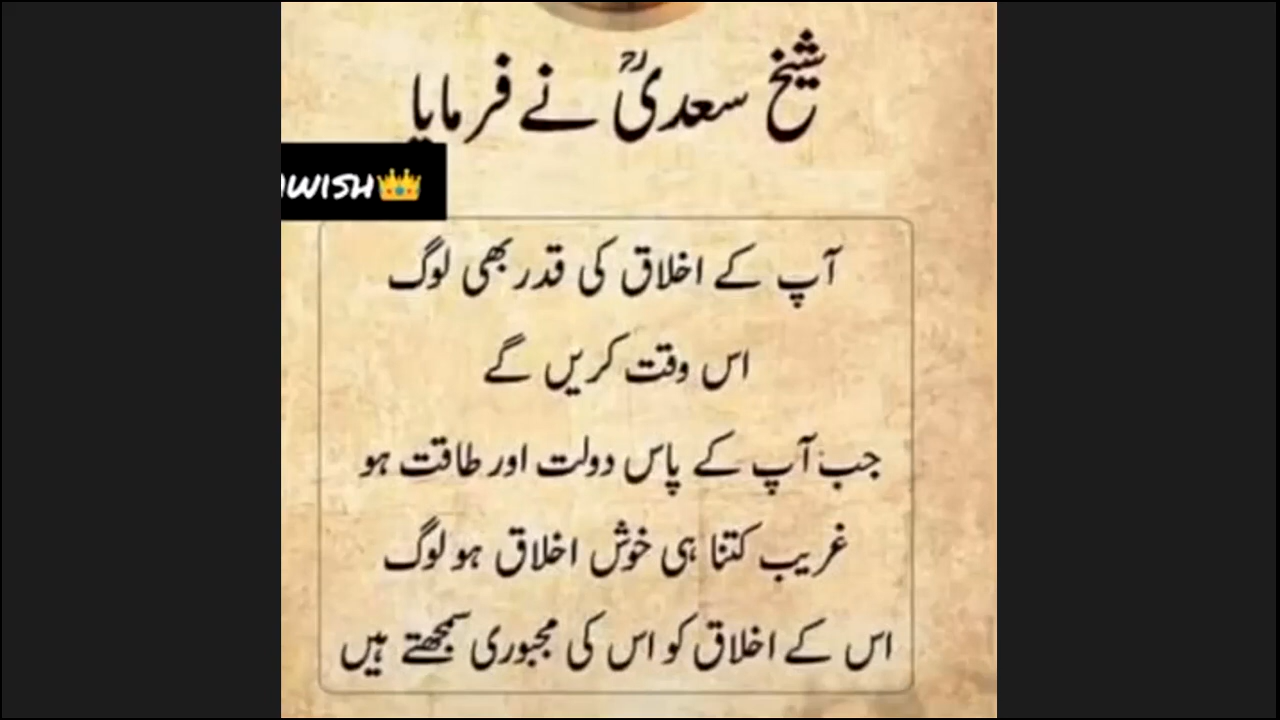 شیخ سعدیؒ نے فرمایا
WISH👑
آپ کے اخلاق کی قدر بھی لوگ
اس وقت کریں گے
جب آپ کے پاس دولت اور طاقت ہو
غریب کتنا ہی خوش اخلاق ہو لوگ
اس کے اخلاق کو اس کی مجبوری سمجھتے ہیں